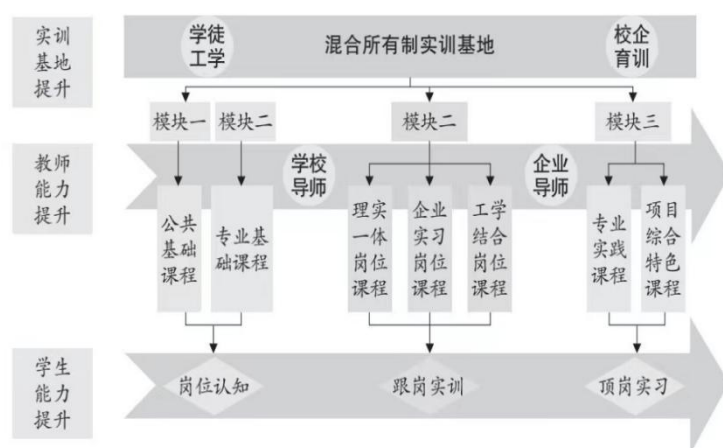 实训
基地
提升
学徒
工学
混合所有制实训基地
校企
育训
模块一
模块二
模块二
模块三
教师
能力
提升
学校
导师
企业
导师
公共
基础
课程
专业基
础课程
理实
一体
岗位
课程
企业
实习
岗位
课程
工学
结合
岗位
课程
专业
实践
课程
项目
综合
特色
课程
学生
能力
提升
岗位认知
跟岗实训
顶岗实习